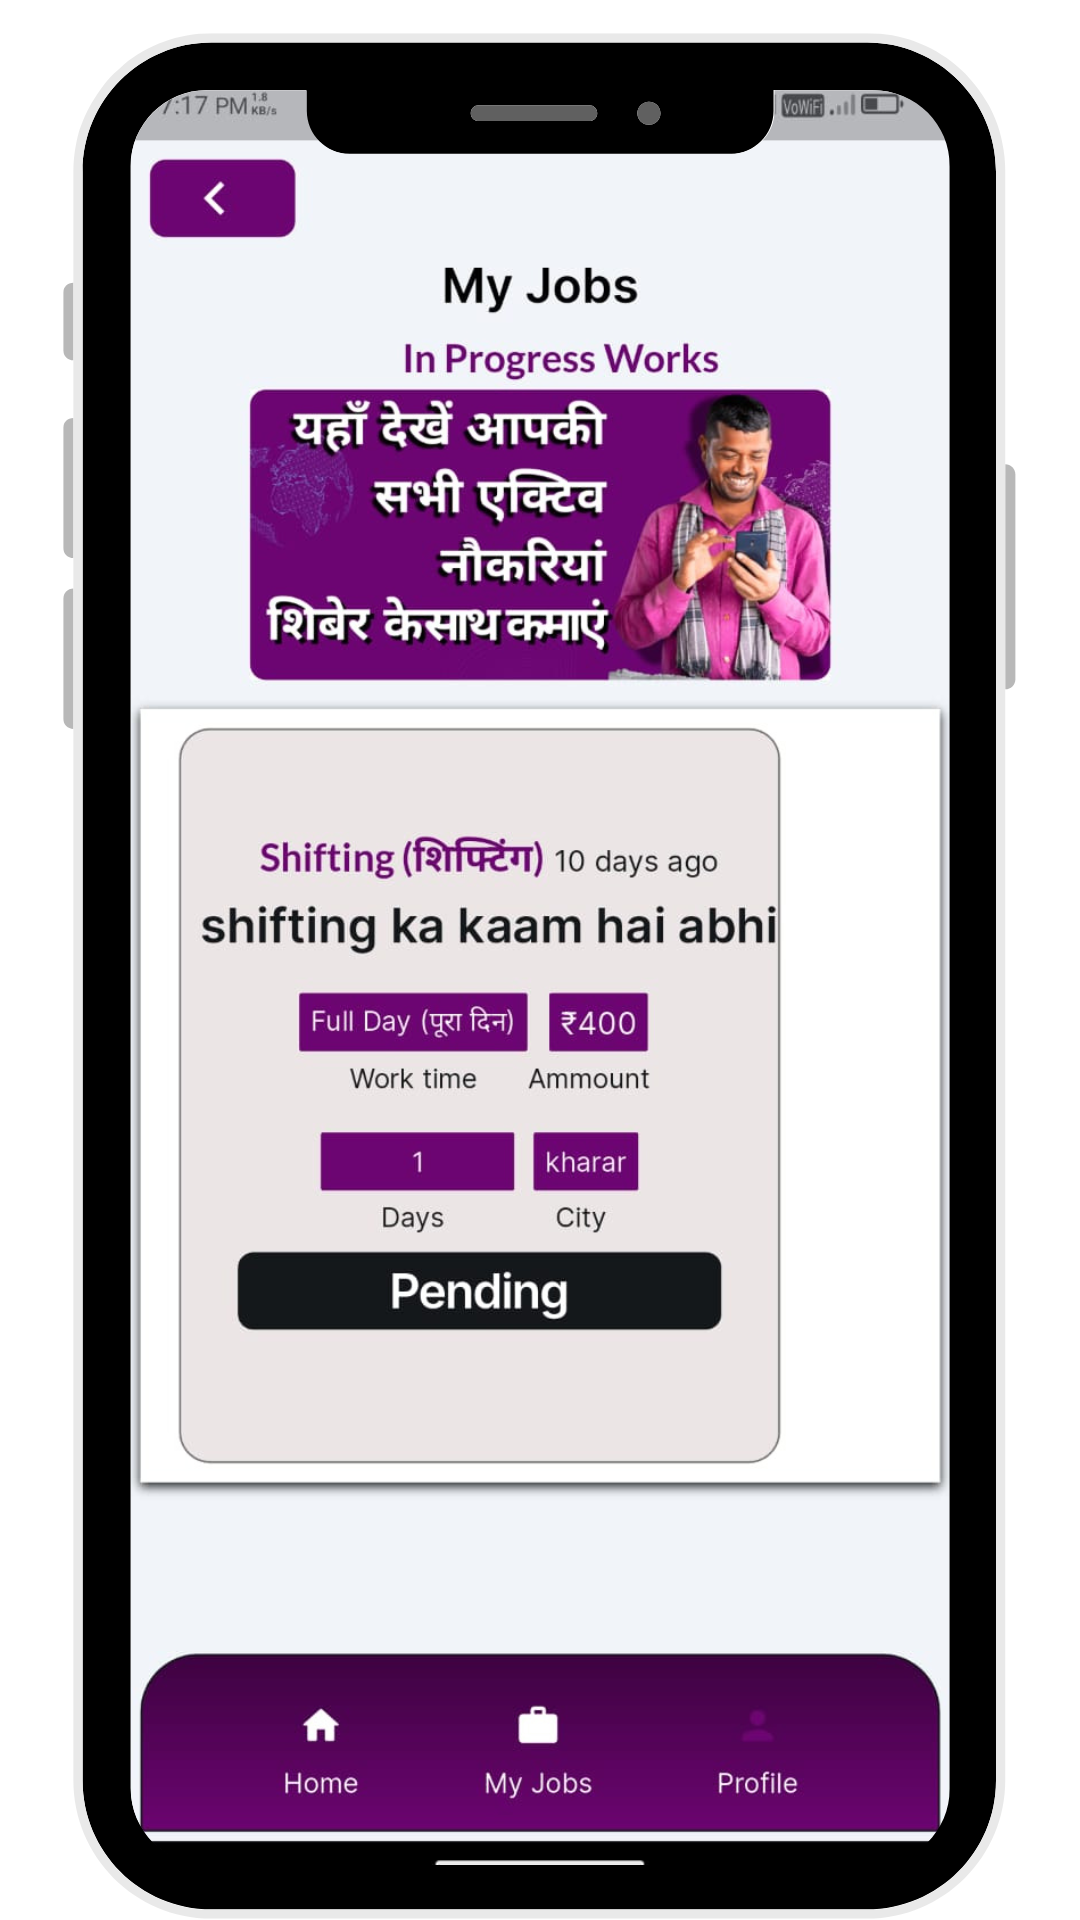 7:17 PM 1.8 KB/s VoWiFi
My Jobs
In Progress Works
यहाँ देखें आपकी
सभी एक्टिव
नौकरियां
शिबेर केसाथ कमाएं
Shifting (शिफ्टिंग) 10 days ago
shifting ka kaam hai abhi
Full Day (पूरा दिन) ₹400
Work time Ammount
1 kharar
Days City
Pending
Home My Jobs Profile